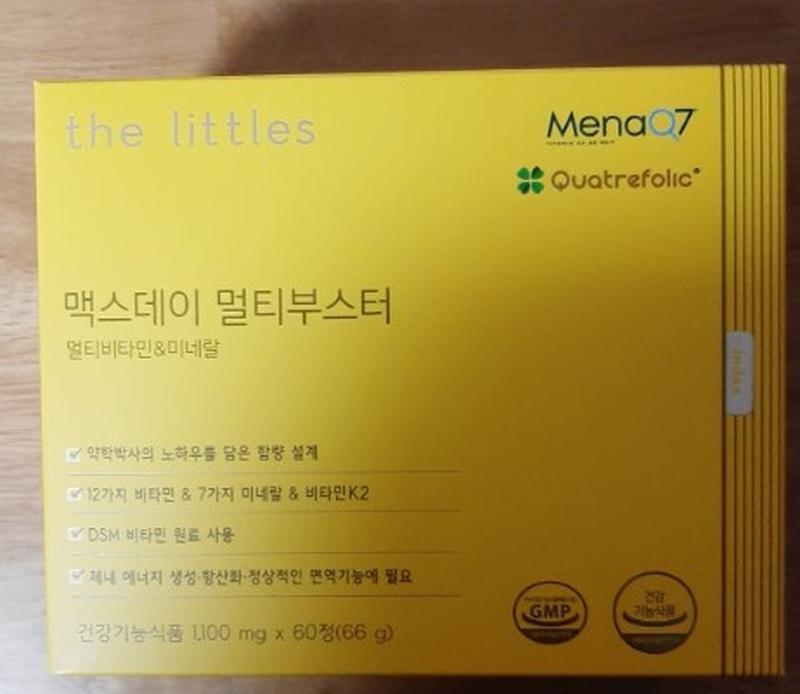 the littles
MenaQ7
Quatrefolic®
맥스데이 멀티부스터
멀티비타민&미네랄
index
약학박사의 노하우를 담은 함량 설계
12가지 비타민 & 7가지 미네랄 & 비타민K2
DSM 비타민 원료 사용
체내 에너지 생성·항산화·정상적인 면역기능에 필요
건강기능식품 1,100 mg x 60정(66 g)
GMP
건강
기능식품